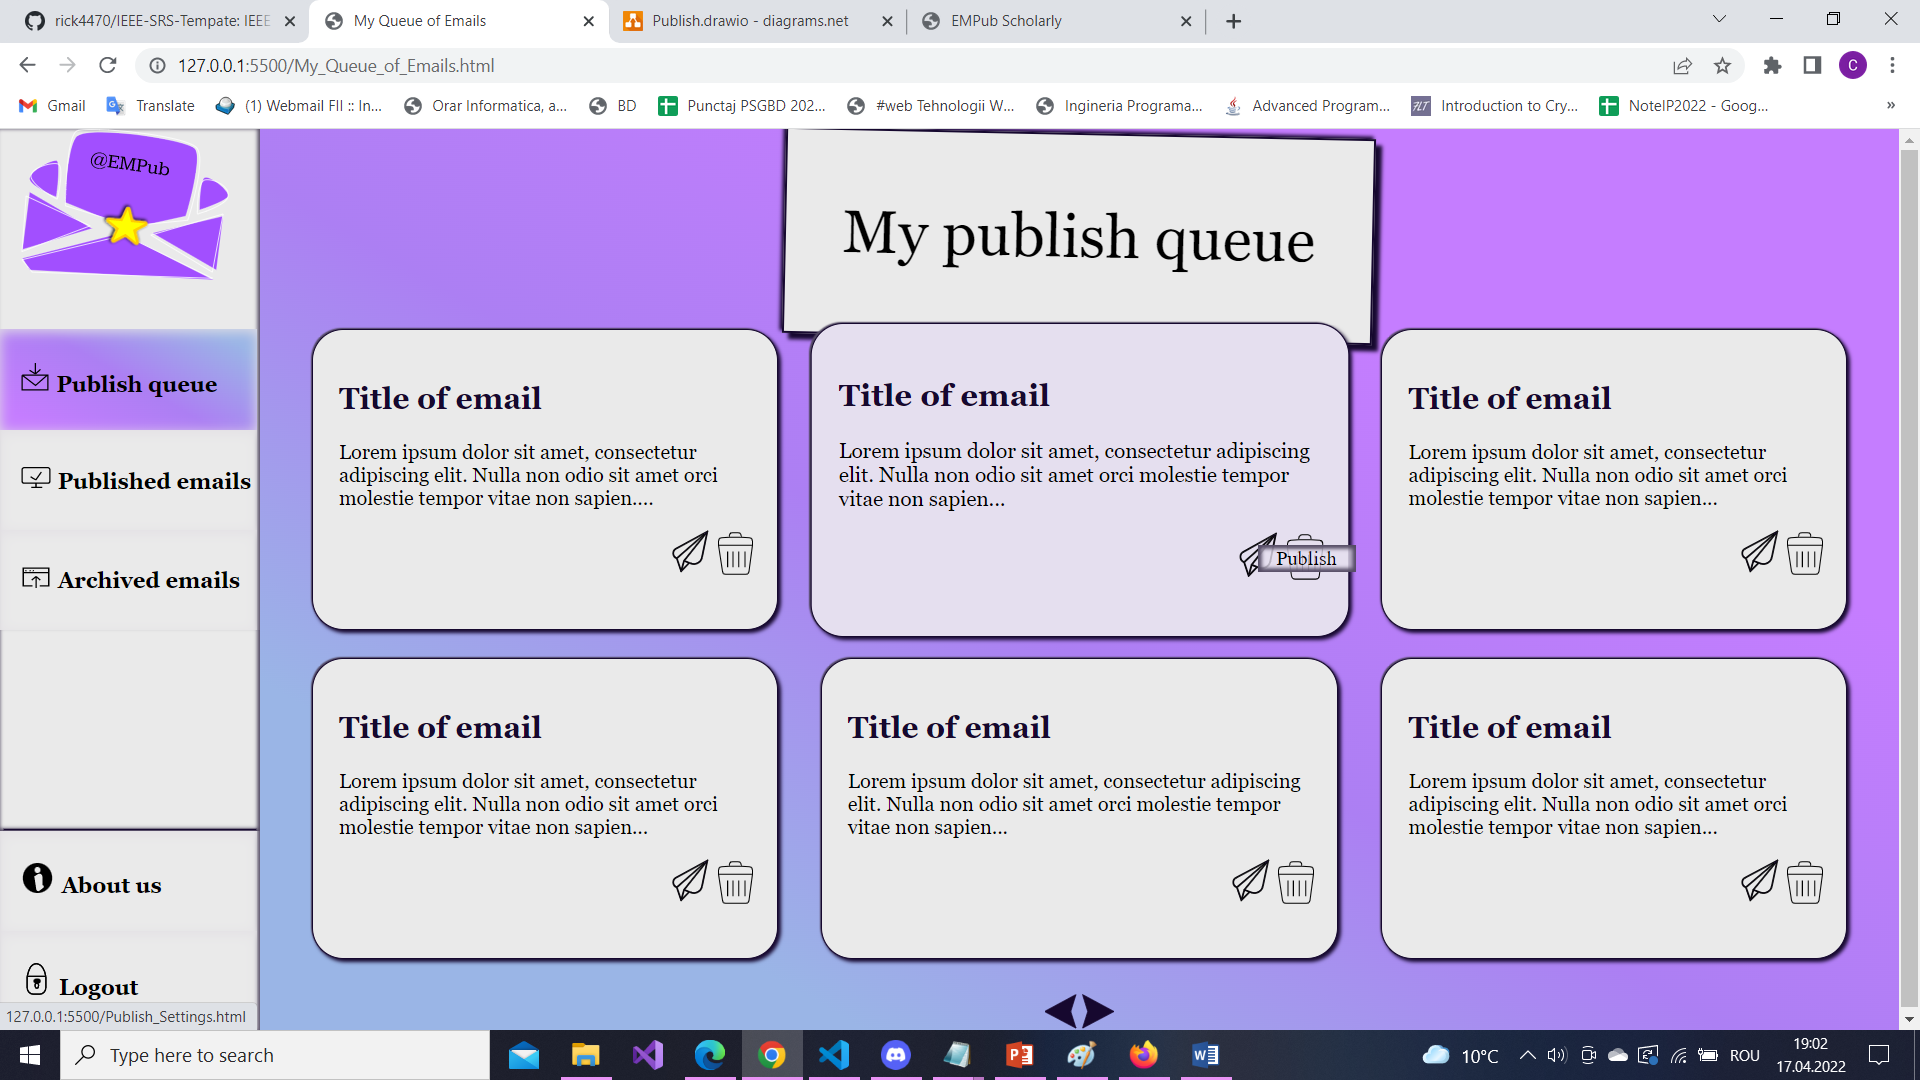 rick4470/IEEE-SRS-Tempate: IEEE
My Queue of Emails
Publish.drawio - diagrams.net
EMPub Scholarly
127.0.0.1:5500/My_Queue_of_Emails.html
C
Gmail
Translate
(1) Webmail FII :: In...
Orar Informatica, a...
BD
Punctaj PSGBD 202...
#web Tehnologii W...
Ingineria Programa...
Advanced Program...
Introduction to Cry...
NoteIP2022 - Goog...
»
@EMPub
My publish queue
Publish queue
Published emails
Archived emails
About us
Logout
Title of email
Lorem ipsum dolor sit amet, consectetur
adipiscing elit. Nulla non odio sit amet orci
molestie tempor vitae non sapien....
Title of email
Lorem ipsum dolor sit amet, consectetur adipiscing
elit. Nulla non odio sit amet orci molestie tempor
vitae non sapien...
Publish
Title of email
Lorem ipsum dolor sit amet, consectetur
adipiscing elit. Nulla non odio sit amet orci
molestie tempor vitae non sapien...
Title of email
Lorem ipsum dolor sit amet, consectetur
adipiscing elit. Nulla non odio sit amet orci
molestie tempor vitae non sapien...
Title of email
Lorem ipsum dolor sit amet, consectetur adipiscing
elit. Nulla non odio sit amet orci molestie tempor
vitae non sapien...
Title of email
Lorem ipsum dolor sit amet, consectetur
adipiscing elit. Nulla non odio sit amet orci
molestie tempor vitae non sapien...
127.0.0.1:5500/Publish_Settings.html
Type here to search
10°C
ROU
19:02
17.04.2022